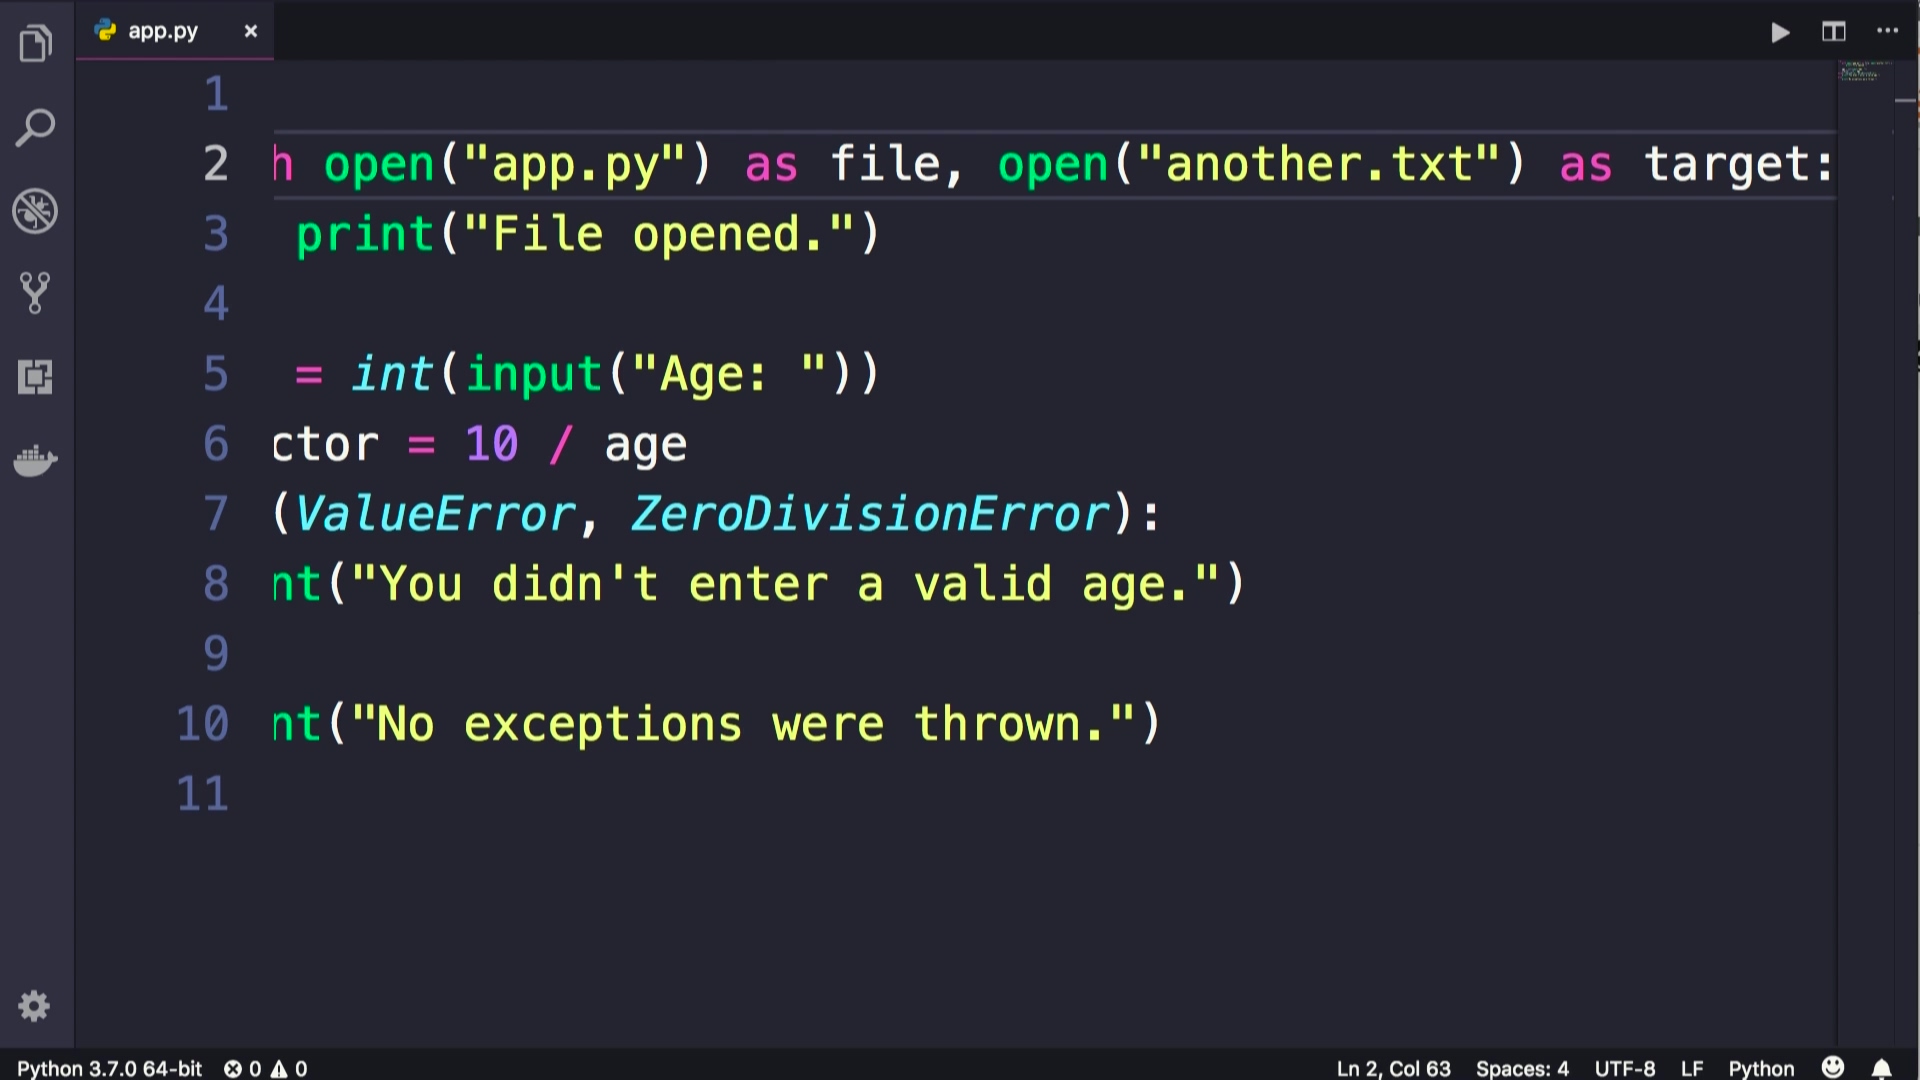 app.py
1
2 h open("app.py") as file, open("another.txt") as target:
3 print("File opened.")
4
5 = int(input("Age: "))
6 ctor = 10 / age
7 (ValueError, ZeroDivisionError):
8 nt("You didn't enter a valid age.")
9
10 nt("No exceptions were thrown.")
11
Python 3.7.0 64-bit 0 0 Ln 2, Col 63 Spaces: 4 UTF-8 LF Python